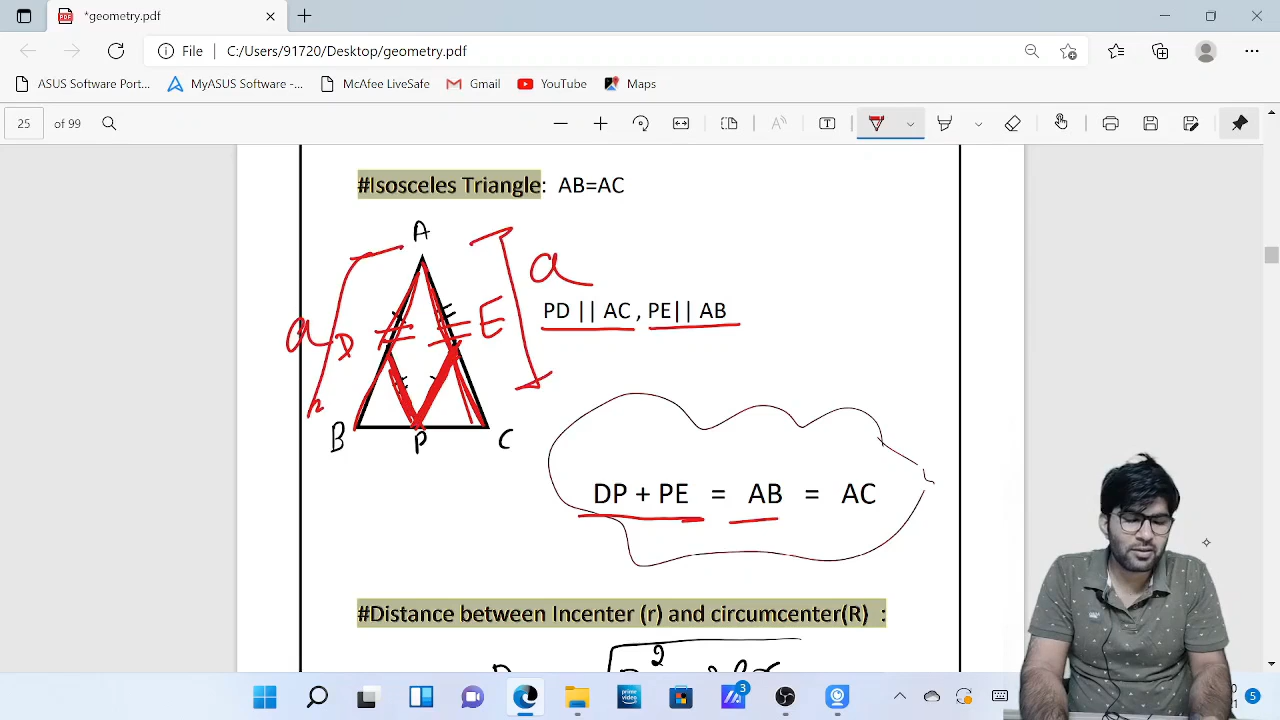 *geometry.pdf
File C:/Users/91720/Desktop/geometry.pdf
ASUS Software Port... MyASUS Software -... McAfee LiveSafe Gmail YouTube Maps
25 of 99
#Isosceles Triangle: AB=AC
A
a
PD || AC , PE|| AB
a D E
B P C
DP + PE = AB = AC
#Distance between Incenter (r) and circumcenter(R) :
3
5